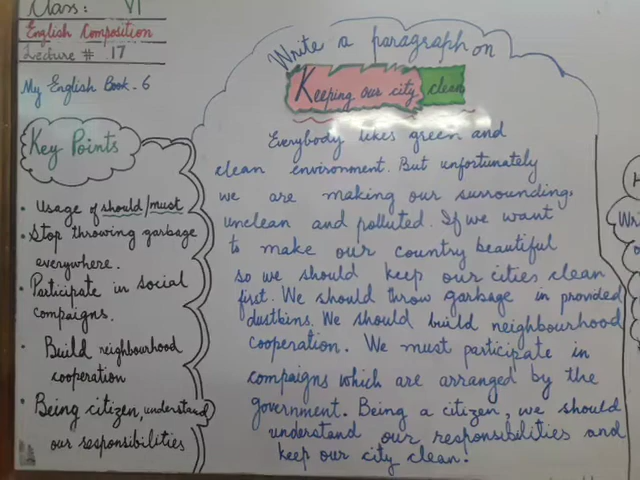 Class: VI
English Composition
Lecture # 17
My English Book. 6
Write a paragraph on
Keeping our city clean
Key Points
• Usage of should/must
• Stop throwing garbage
everywhere.
• Participate in social
campaigns.
• Build neighbourhood
cooperation
• Being citizen, understand
our responsibilities
Everybody likes green and
clean environment. But unfortunately
we are making our surrounding
unclean and polluted. If we want
to make our country beautiful
so we should keep our cities clean
first. We should throw garbage in provided
dustbins. We should build neighbourhood
cooperation. We must participate in
campaigns which are arranged by the
government. Being a citizen, we should
understand our responsibilities and
keep our city clean.